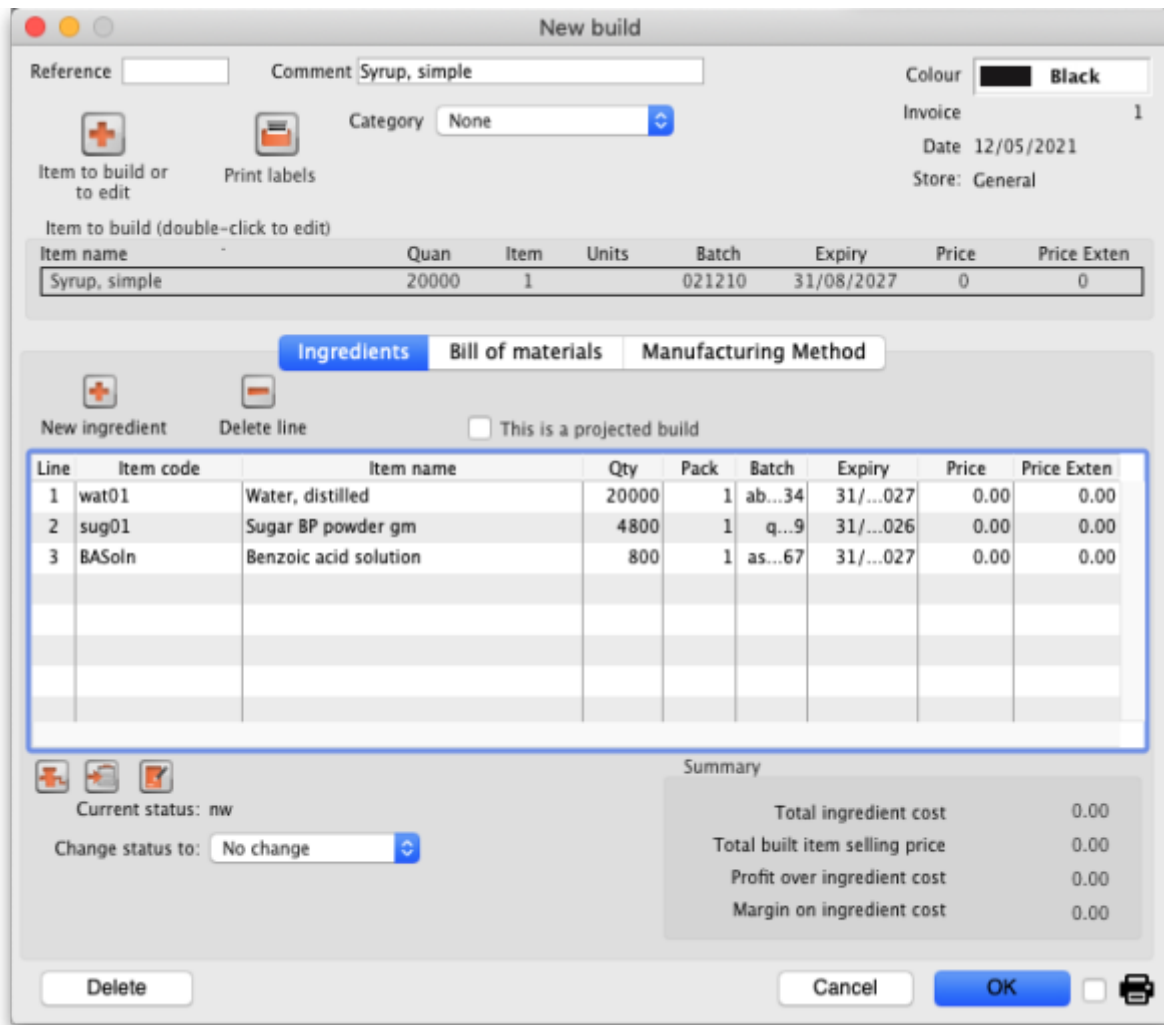 New build
Reference Comment Syrup, simple Colour Black
Category None Invoice 1
Date 12/05/2021
Item to build or to edit Print labels Store: General
Item to build (double-click to edit)
Item name Quan Item Units Batch Expiry Price Price Exten
Syrup, simple 20000 1 021210 31/08/2027 0 0
Ingredients Bill of materials Manufacturing Method
New ingredient Delete line This is a projected build
Line Item code Item name Qty Pack Batch Expiry Price Price Exten
1 wat01 Water, distilled 20000 1 ab...34 31/...027 0.00 0.00
2 sug01 Sugar BP powder gm 4800 1 q...9 31/...026 0.00 0.00
3 BASoln Benzoic acid solution 800 1 as...67 31/...027 0.00 0.00
Summary
Current status: nw Total ingredient cost 0.00
Change status to: No change Total built item selling price 0.00
Profit over ingredient cost 0.00
Margin on ingredient cost 0.00
Delete Cancel OK